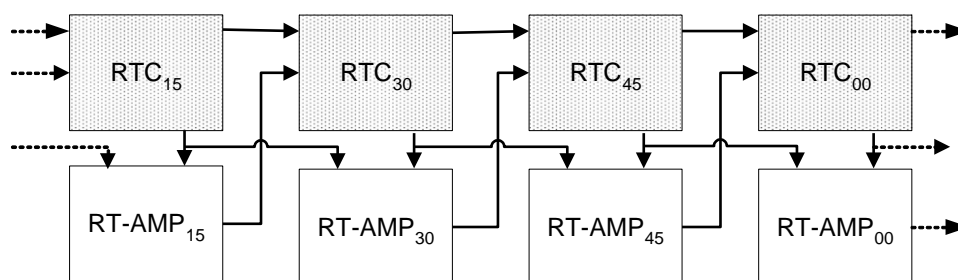 RTC₁₅ RTC₃₀ RTC₄₅ RTC₀₀
RT-AMP₁₅ RT-AMP₃₀ RT-AMP₄₅ RT-AMP₀₀